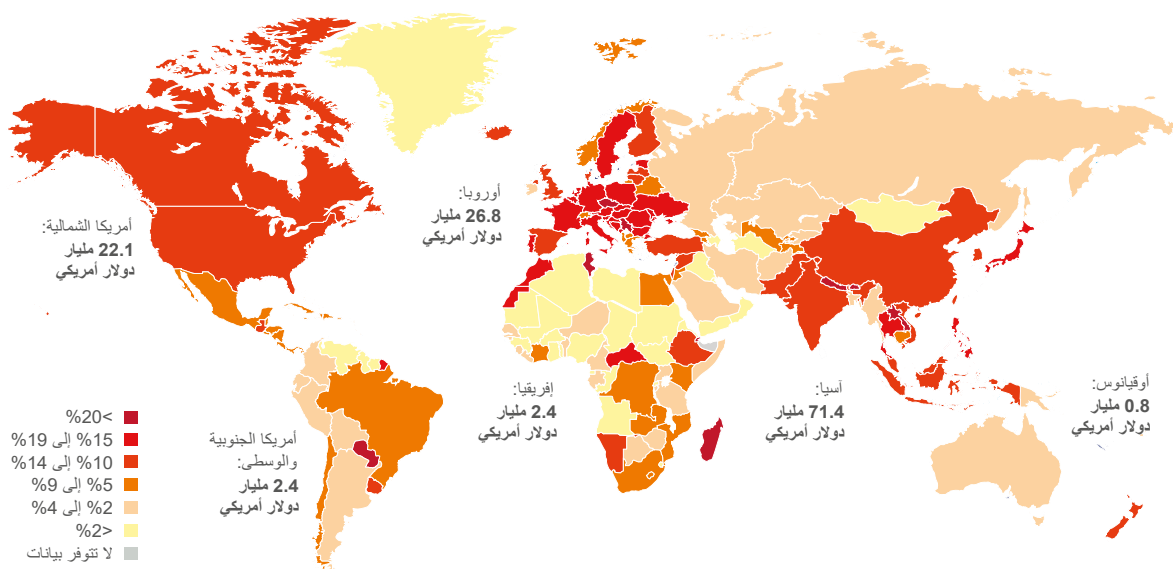 أوروبا:
26.8 مليار
دولار أمريكي
أمريكا الشمالية:
22.1 مليار
دولار أمريكي
أوقيانوس:
0.8 مليار
دولار أمريكي
آسيا:
71.4 مليار
دولار أمريكي
إفريقيا:
2.4 مليار
دولار أمريكي
أمريكا الجنوبية
والوسطى:
2.4 مليار
دولار أمريكي
>20%
15% إلى 19%
10% إلى 14%
5% إلى 9%
2% إلى 4%
<2%
لا تتوفر بيانات